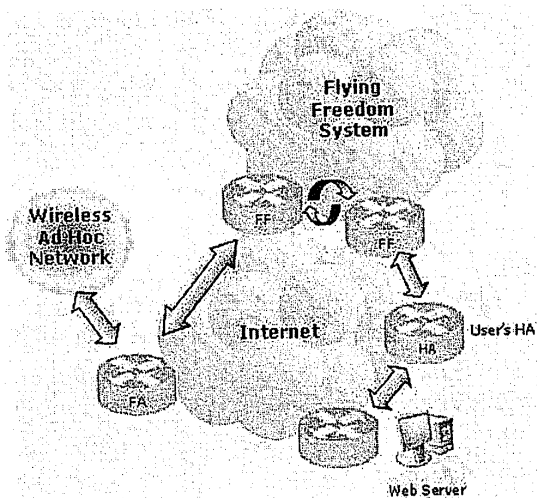 Flying
Freedom
System
FF
FF
Wireless
Ad-Hoc
Network
Internet
User's HA
HA
FA
Web Server